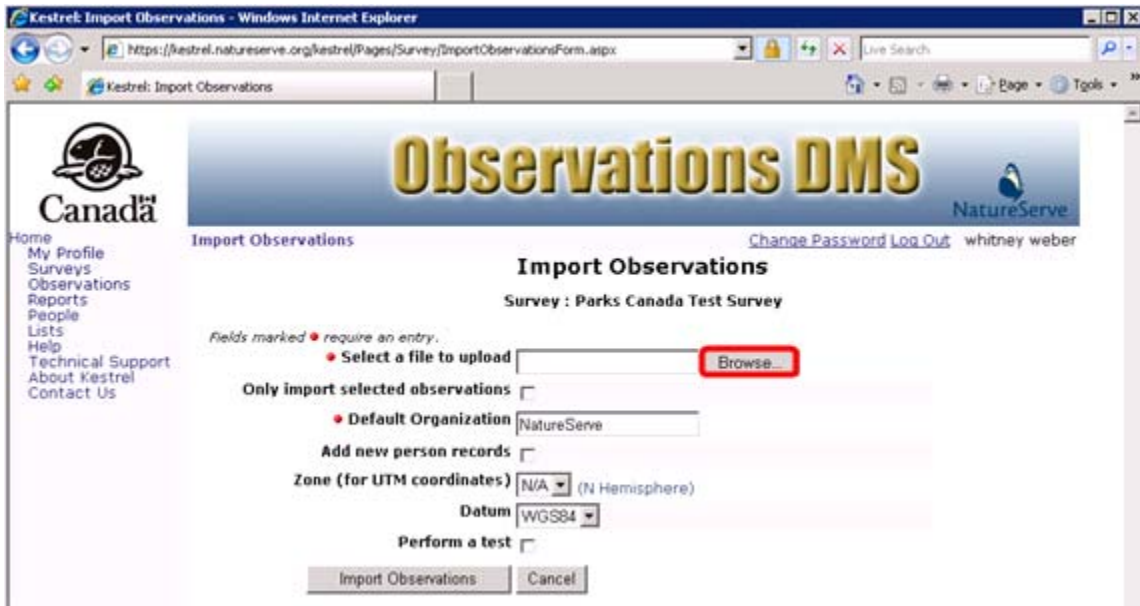 Kestrel: Import Observations - Windows Internet Explorer
https://kestrel.natureserve.org/kestrel/Pages/Survey/ImportObservationsForm.aspx
Live Search
Kestrel: Import Observations
Page
Tools
Canada
Observations DMS
NatureServe
Home
My Profile
Surveys
Observations
Reports
People
Lists
Help
Technical Support
About Kestrel
Contact Us
Import Observations
Change Password Log Out whitney weber
Import Observations
Survey : Parks Canada Test Survey
Fields marked require an entry.
Select a file to upload Browse...
Only import selected observations
Default Organization NatureServe
Add new person records
Zone (for UTM coordinates) N/A (N Hemisphere)
Datum WGS84
Perform a test
Import Observations Cancel